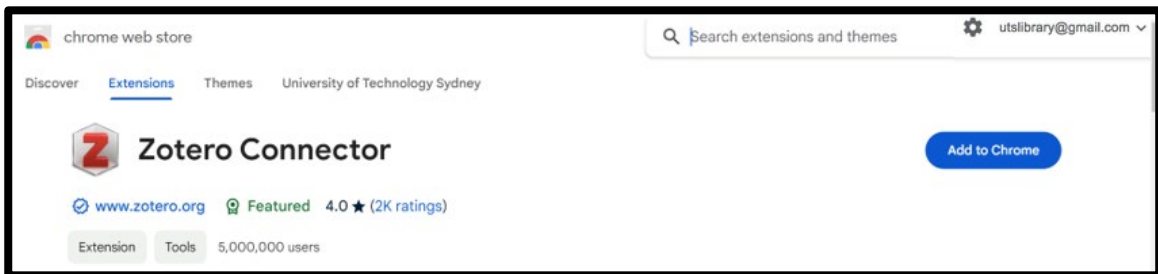 chrome web store Search extensions and themes utslibrary@gmail.com
Discover Extensions Themes University of Technology Sydney
Z Zotero Connector Add to Chrome
www.zotero.org Featured 4.0 ★ (2K ratings)
Extension Tools 5,000,000 users